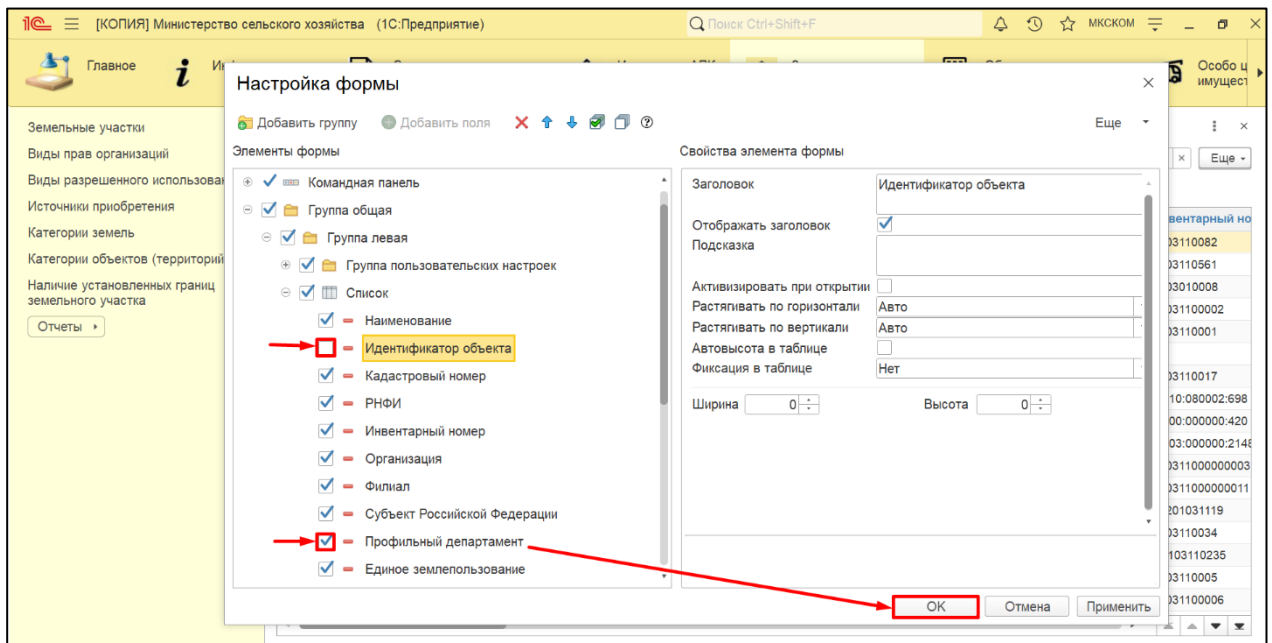 [КОПИЯ] Министерство сельского хозяйства (1С:Предприятие)
Поиск Ctrl+Shift+F
МКСКОМ
Главное
Особо ц
имущест
Настройка формы
Добавить группу
Добавить поля
Еще
Элементы формы
Свойства элемента формы
Земельные участки
Виды прав организаций
Виды разрешенного использован
Источники приобретения
Категории земель
Категории объектов (территорий
Наличие установленных границ
земельного участка
Отчеты
Командная панель
Группа общая
Группа левая
Группа пользовательских настроек
Список
Наименование
Идентификатор объекта
Кадастровый номер
РНФИ
Инвентарный номер
Организация
Филиал
Субъект Российской Федерации
Профильный департамент
Единое землепользование
Заголовок
Идентификатор объекта
Отображать заголовок
Подсказка
Активизировать при открытии
Растягивать по горизонтали
Авто
Растягивать по вертикали
Авто
Автовысота в таблице
Фиксация в таблице
Нет
Ширина
0
Высота
0
OK
Отмена
Применить
Еще
вентарный но
03110082
03110561
03010008
031100002
03110001
03110017
10:080002:698
00:000000:420
03:000000:2148
0311000000003
0311000000011
201031119
03110034
103110235
03110005
031100006